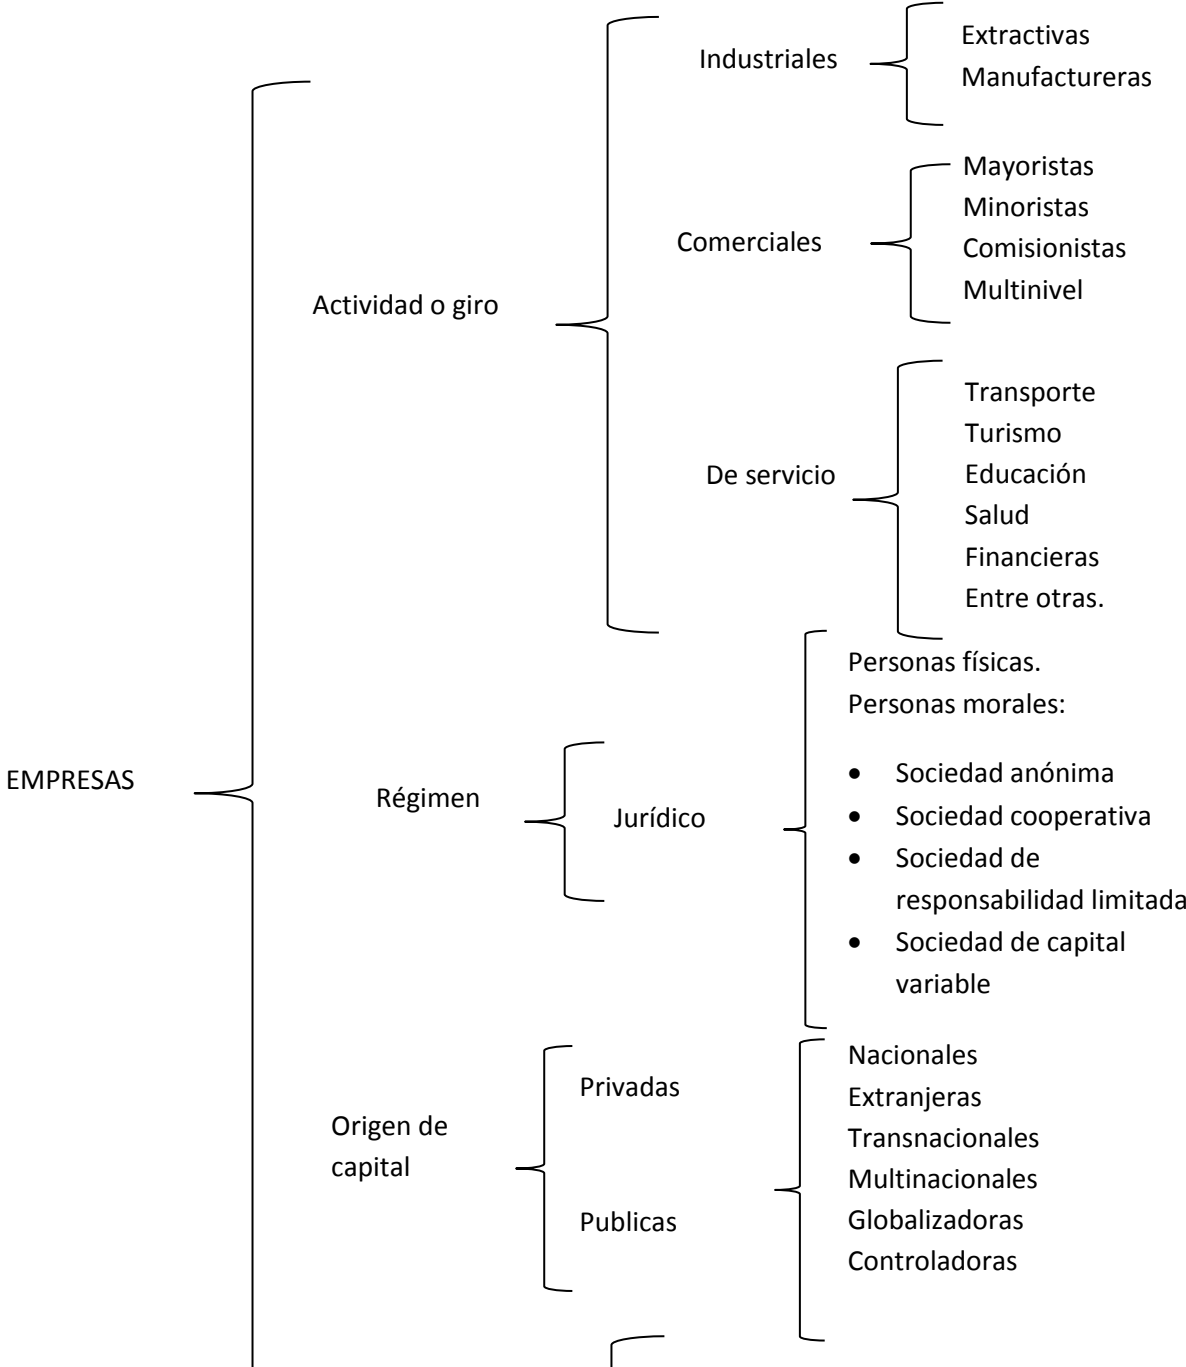 EMPRESAS
Actividad o giro
Industriales
Extractivas
Manufactureras
Comerciales
Mayoristas
Minoristas
Comisionistas
Multinivel
De servicio
Transporte
Turismo
Educación
Salud
Financieras
Entre otras.
Régimen
Jurídico
Personas físicas.
Personas morales:
• Sociedad anónima
• Sociedad cooperativa
• Sociedad de
responsabilidad limitada
• Sociedad de capital
variable
Origen de
capital
Privadas
Publicas
Nacionales
Extranjeras
Transnacionales
Multinacionales
Globalizadoras
Controladoras